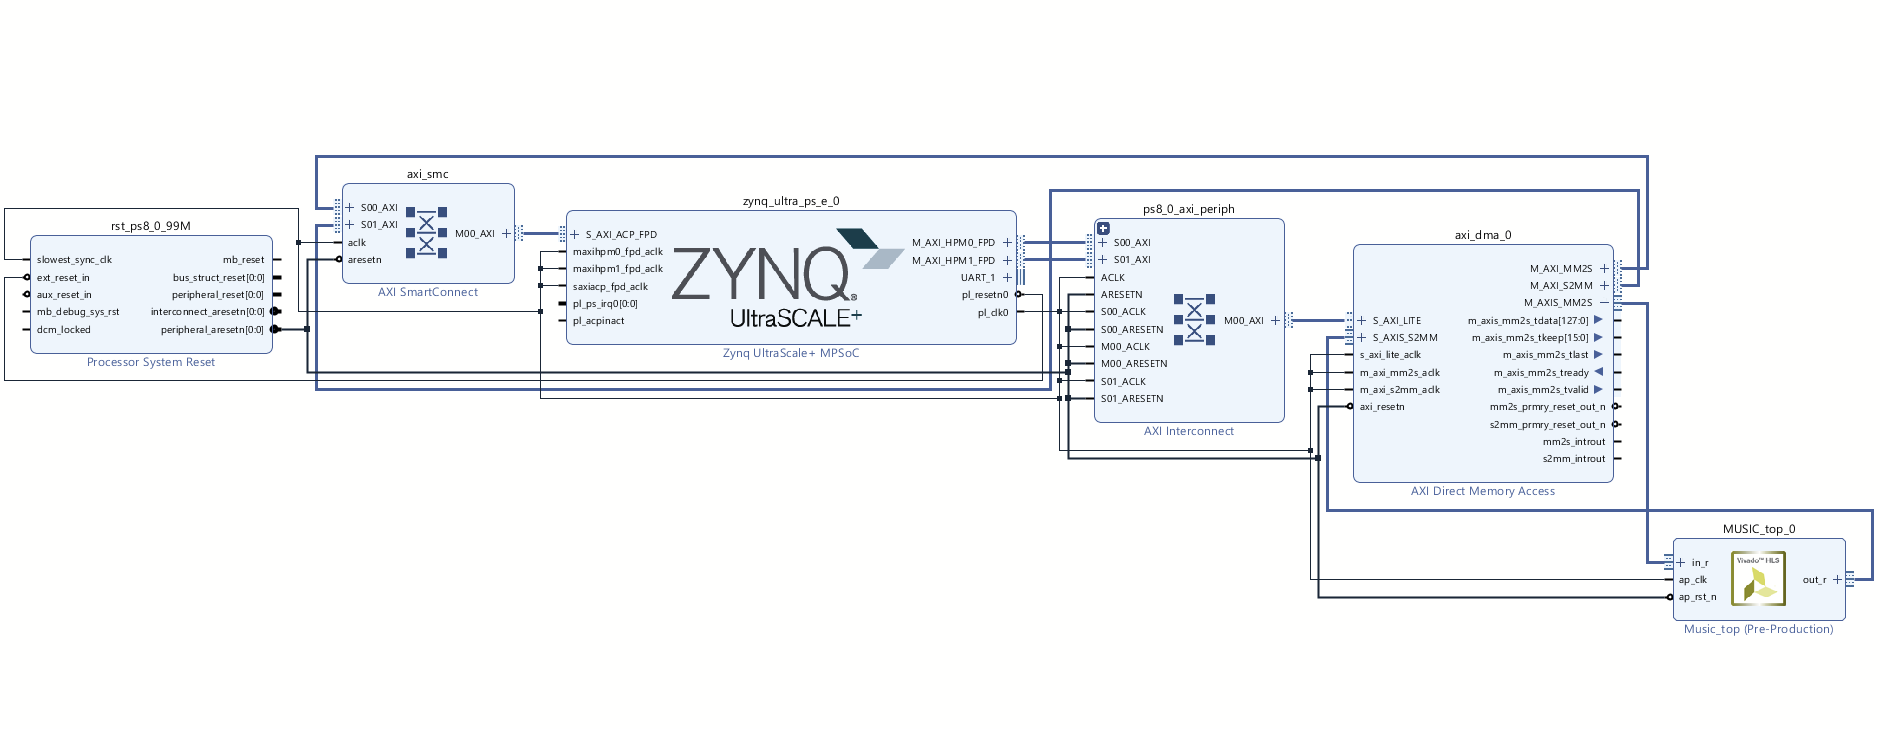 rst_ps8_0_99M
slowest_sync_clk
ext_reset_in
aux_reset_in
mb_debug_sys_rst
dcm_locked
mb_reset
bus_struct_reset[0:0]
peripheral_reset[0:0]
interconnect_aresetn[0:0]
peripheral_aresetn[0:0]
Processor System Reset
axi_smc
S00_AXI
S01_AXI
aclk
aresetn
M00_AXI
AXI SmartConnect
zynq_ultra_ps_e_0
S_AXI_ACP_FPD
maxihpm0_fpd_aclk
maxihpm1_fpd_aclk
saxiacp_fpd_aclk
pl_ps_irq0[0:0]
pl_acpinact
ZYNQ®
UltraSCALE+
M_AXI_HPM0_FPD
M_AXI_HPM1_FPD
UART_1
pl_resetn0
pl_clk0
Zynq UltraScale+ MPSoC
ps8_0_axi_periph
S00_AXI
S01_AXI
ACLK
ARESETN
S00_ACLK
S00_ARESETN
M00_ACLK
M00_ARESETN
S01_ACLK
S01_ARESETN
M00_AXI
AXI Interconnect
axi_dma_0
S_AXI_LITE
S_AXIS_S2MM
s_axi_lite_aclk
m_axi_mm2s_aclk
m_axi_s2mm_aclk
axi_resetn
M_AXI_MM2S
M_AXI_S2MM
M_AXIS_MM2S
m_axis_mm2s_tdata[127:0]
m_axis_mm2s_tkeep[15:0]
m_axis_mm2s_tlast
m_axis_mm2s_tready
m_axis_mm2s_tvalid
mm2s_prmry_reset_out_n
s2mm_prmry_reset_out_n
mm2s_introut
s2mm_introut
AXI Direct Memory Access
MUSIC_top_0
in_r
ap_clk
ap_rst_n
Vivado™ HLS
out_r
Music_top (Pre-Production)